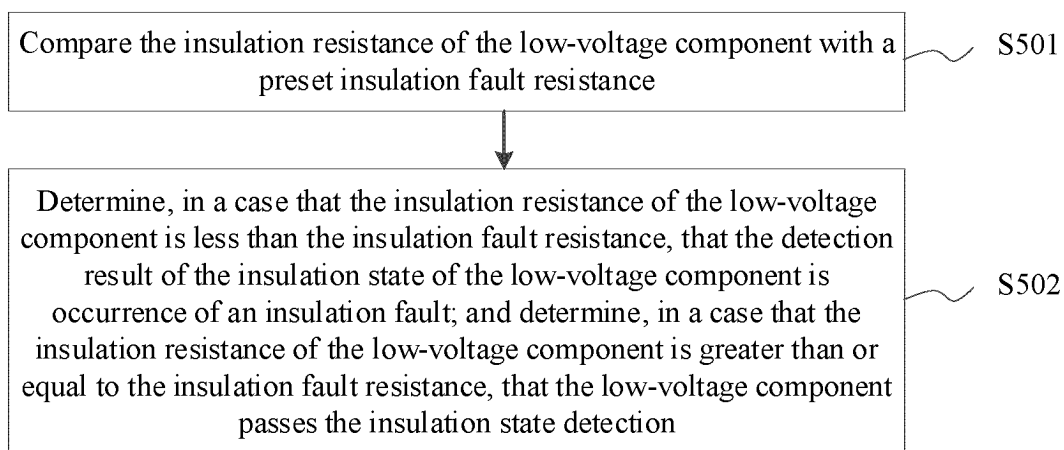 Compare the insulation resistance of the low-voltage component with a
preset insulation fault resistance
S501
Determine, in a case that the insulation resistance of the low-voltage
component is less than the insulation fault resistance, that the detection
result of the insulation state of the low-voltage component is
occurrence of an insulation fault; and determine, in a case that the
insulation resistance of the low-voltage component is greater than or
equal to the insulation fault resistance, that the low-voltage component
passes the insulation state detection
S502